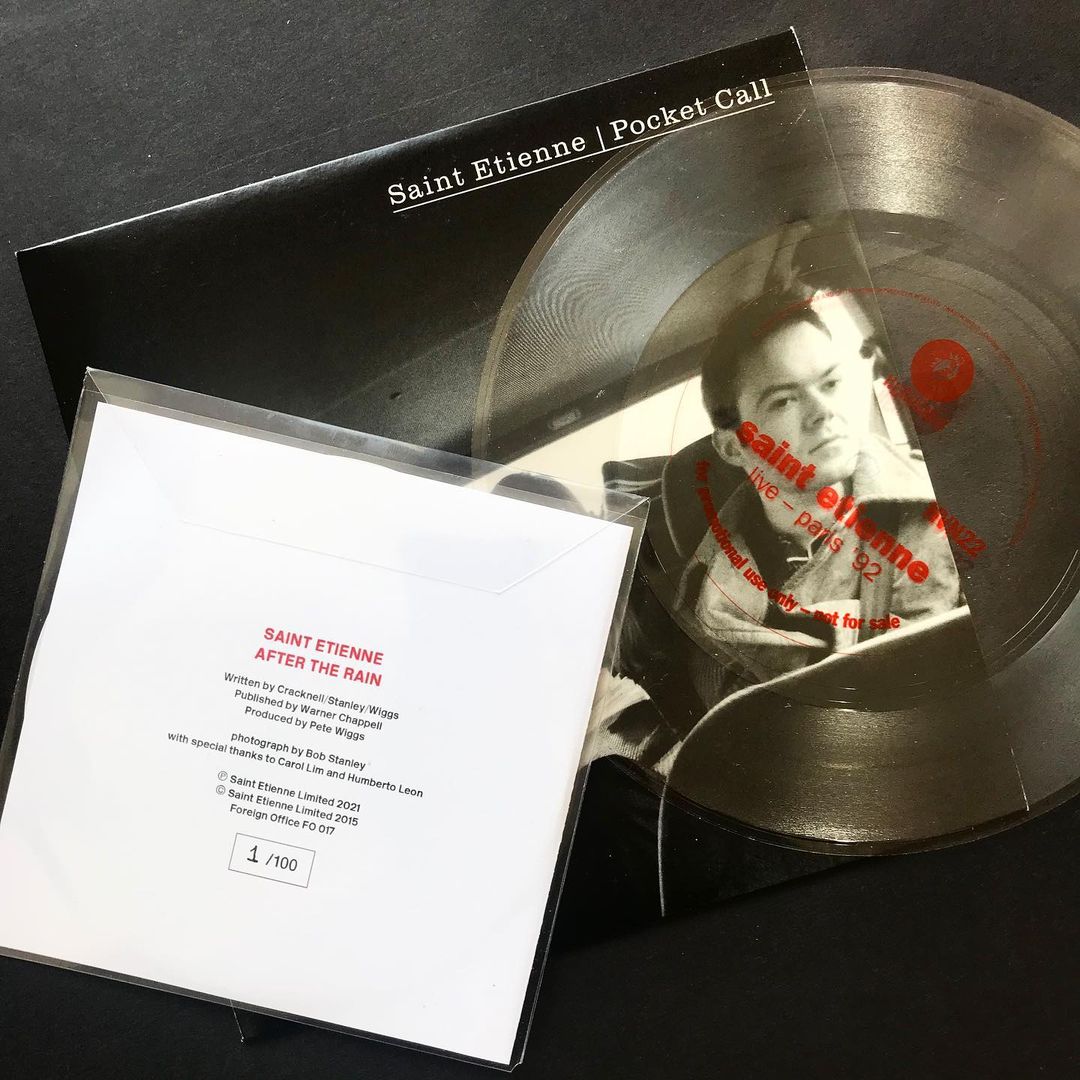 Saint Etienne | Pocket Call
saint etienne
live – paris '92
for promotional use only – not for sale
SAINT ETIENNE
AFTER THE RAIN
Written by Cracknell/Stanley/Wiggs
Published by Warner Chappell
Produced by Pete Wiggs
photograph by Bob Stanley
with special thanks to Carol Lim and Humberto Leon
℗ Saint Etienne Limited 2021
© Saint Etienne Limited 2015
Foreign Office FO 017
1 /100